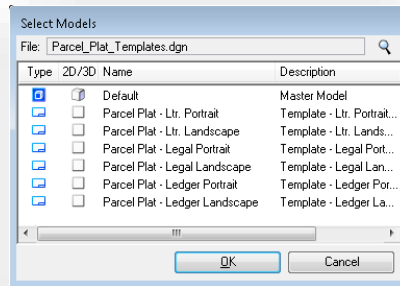 Select Models
File: Parcel_Plat_Templates.dgn
Type 2D/3D Name Description
Default Master Model
Parcel Plat - Ltr. Portrait Template - Ltr. Portrait...
Parcel Plat - Ltr. Landscape Template - Ltr. Lands...
Parcel Plat - Legal Portrait Template - Legal Port...
Parcel Plat - Legal Landscape Template - Legal Lan...
Parcel Plat - Ledger Portrait Template - Ledger Por...
Parcel Plat - Ledger Landscape Template - Ledger La...
OK Cancel